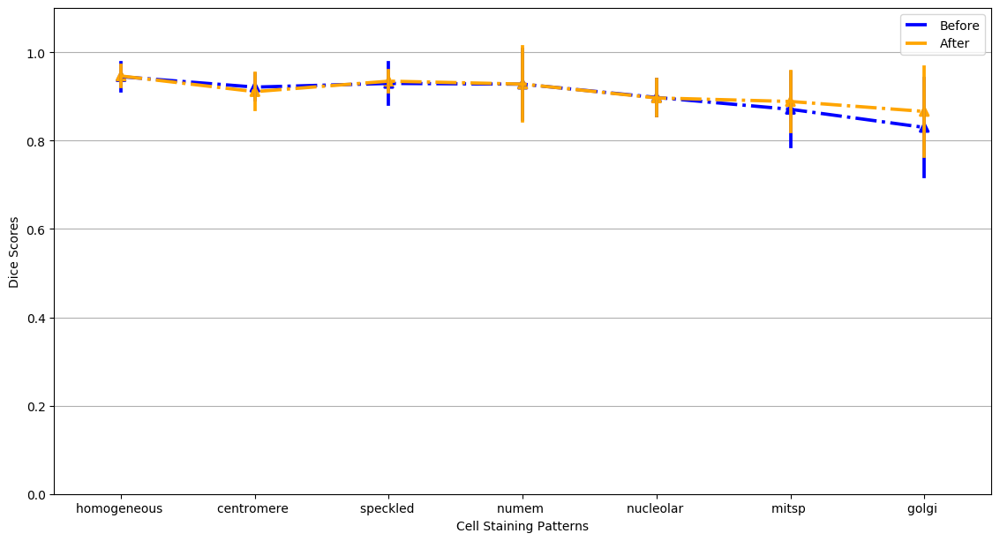 Before
After
1.0
0.8
0.6
0.4
0.2
0.0
Dice Scores
homogeneous centromere speckled numem nucleolar mitsp golgi
Cell Staining Patterns